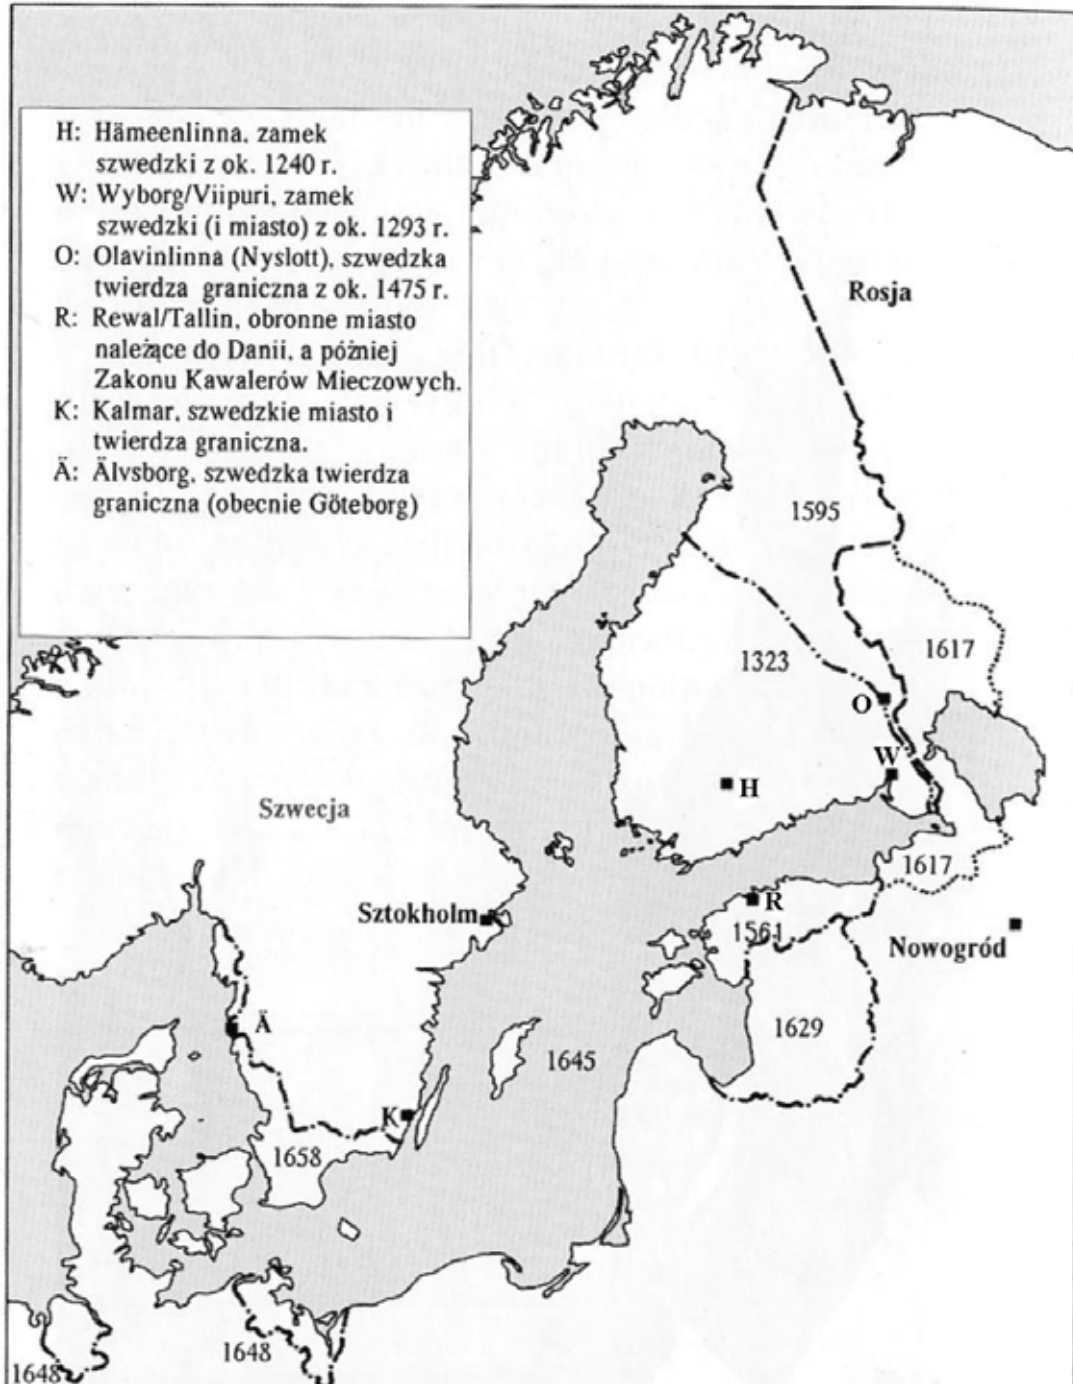 H: Hämeenlinna, zamek
szwedzki z ok. 1240 r.
W: Wyborg/Viipuri, zamek
szwedzki (i miasto) z ok. 1293 r.
O: Olavinlinna (Nyslott), szwedzka
twierdza graniczna z ok. 1475 r.
R: Rewal/Tallin, obronne miasto
należące do Danii, a później
Zakonu Kawalerów Mieczowych.
K: Kalmar, szwedzkie miasto i
twierdza graniczna.
Ä: Älvsborg, szwedzka twierdza
graniczna (obecnie Göteborg)
Rosja
1595
1617
1323
O
W
H
Szwecja
1617
Sztokholm
R
1561
Nowogród
Ä
1629
1645
K
1658
1648
1648